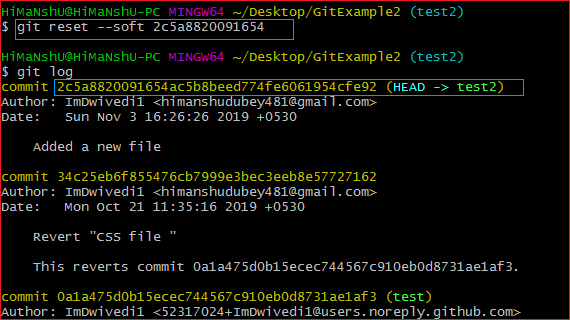 HiMaNShU@HiMaNShU-PC MINGW64 ~/Desktop/GitExample2 (test2)
$ git reset --soft 2c5a8820091654
HiMaNShU@HiMaNShU-PC MINGW64 ~/Desktop/GitExample2 (test2)
$ git log
commit 2c5a8820091654ac5b8beed774fe6061954cfe92 (HEAD -> test2)
Author: ImDwivedi1 <himanshudubey481@gmail.com>
Date:   Sun Nov 3 16:26:26 2019 +0530
Added a new file
commit 34c25eb6f855476cb7999e3bec3eeb8e57727162
Author: ImDwivedi1 <himanshudubey481@gmail.com>
Date:   Mon Oct 21 11:35:16 2019 +0530
Revert "CSS file "
This reverts commit 0a1a475d0b15ecec744567c910eb0d8731ae1af3.
commit 0a1a475d0b15ecec744567c910eb0d8731ae1af3 (test)
Author: ImDwivedi1 <52317024+ImDwivedi1@users.noreply.github.com>